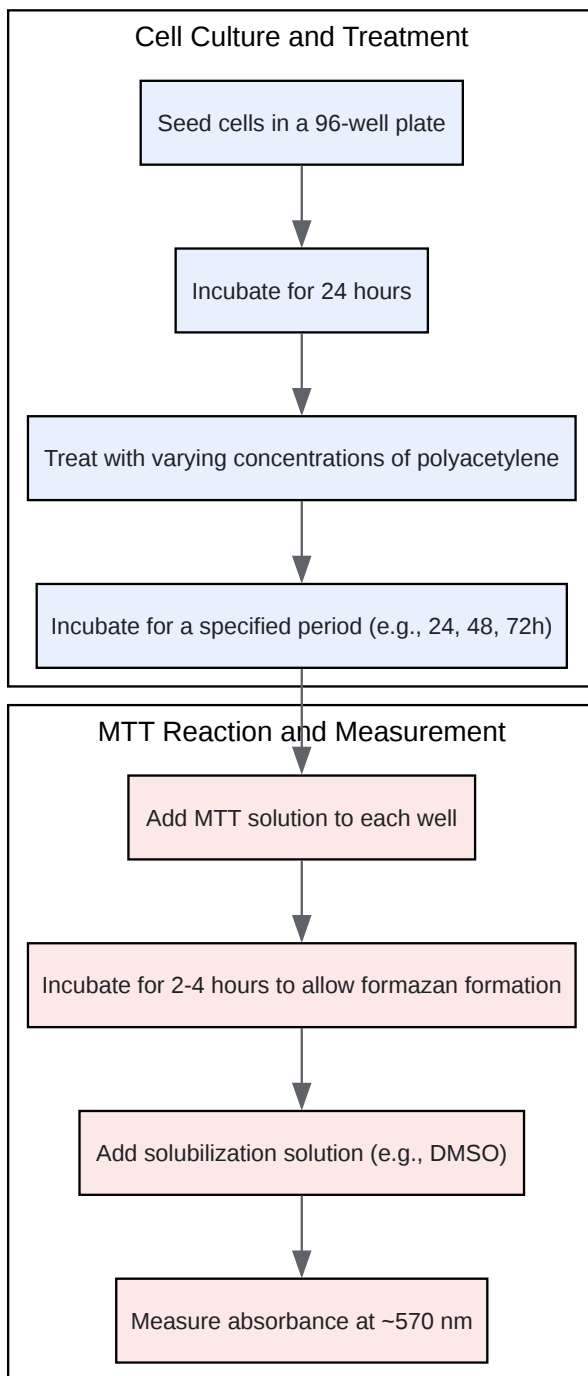 Cell Culture and Treatment
Seed cells in a 96-well plate
Incubate for 24 hours
Treat with varying concentrations of polyacetylene
Incubate for a specified period (e.g., 24, 48, 72h)
MTT Reaction and Measurement
Add MTT solution to each well
Incubate for 2-4 hours to allow formazan formation
Add solubilization solution (e.g., DMSO)
Measure absorbance at ~570 nm